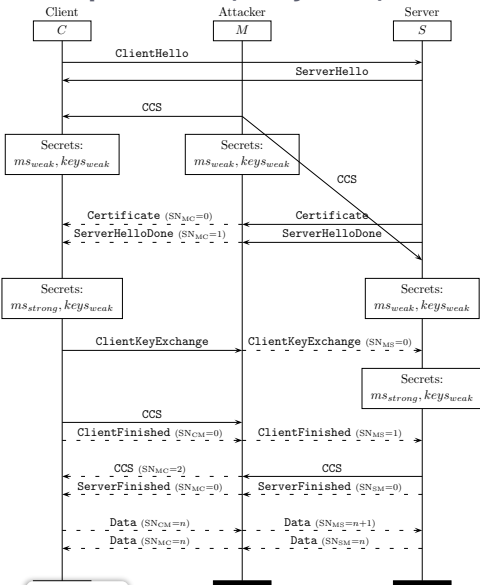 Client Attacker Server
C M S
ClientHello
ServerHello
CCS
Secrets: Secrets:
ms_weak, keys_weak ms_weak, keys_weak
CCS
Certificate (SN_MC=0) Certificate
ServerHelloDone (SN_MC=1) ServerHelloDone
Secrets: Secrets:
ms_strong, keys_weak ms_weak, keys_weak
ClientKeyExchange ClientKeyExchange (SN_MS=0)
Secrets:
ms_strong, keys_weak
CCS
ClientFinished (SN_CM=0) ClientFinished (SN_MS=1)
CCS (SN_MC=2) CCS
ServerFinished (SN_MC=0) ServerFinished (SN_SM=0)
Data (SN_CM=n) Data (SN_MS=n+1)
Data (SN_MC=n) Data (SN_SM=n)